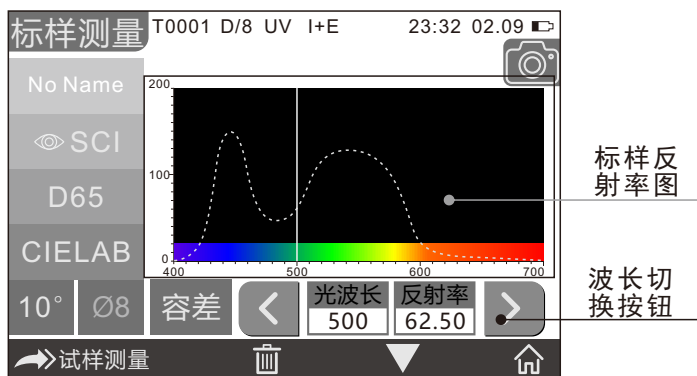 标样测量 T0001 D/8 UV I+E 23:32 02.09
No Name
SCI
D65
CIELAB
10° Ø8 容差
200
100
0
400 500 600 700
光波长 反射率
500 62.50
试样测量
标样反
射率图
波长切
换按钮